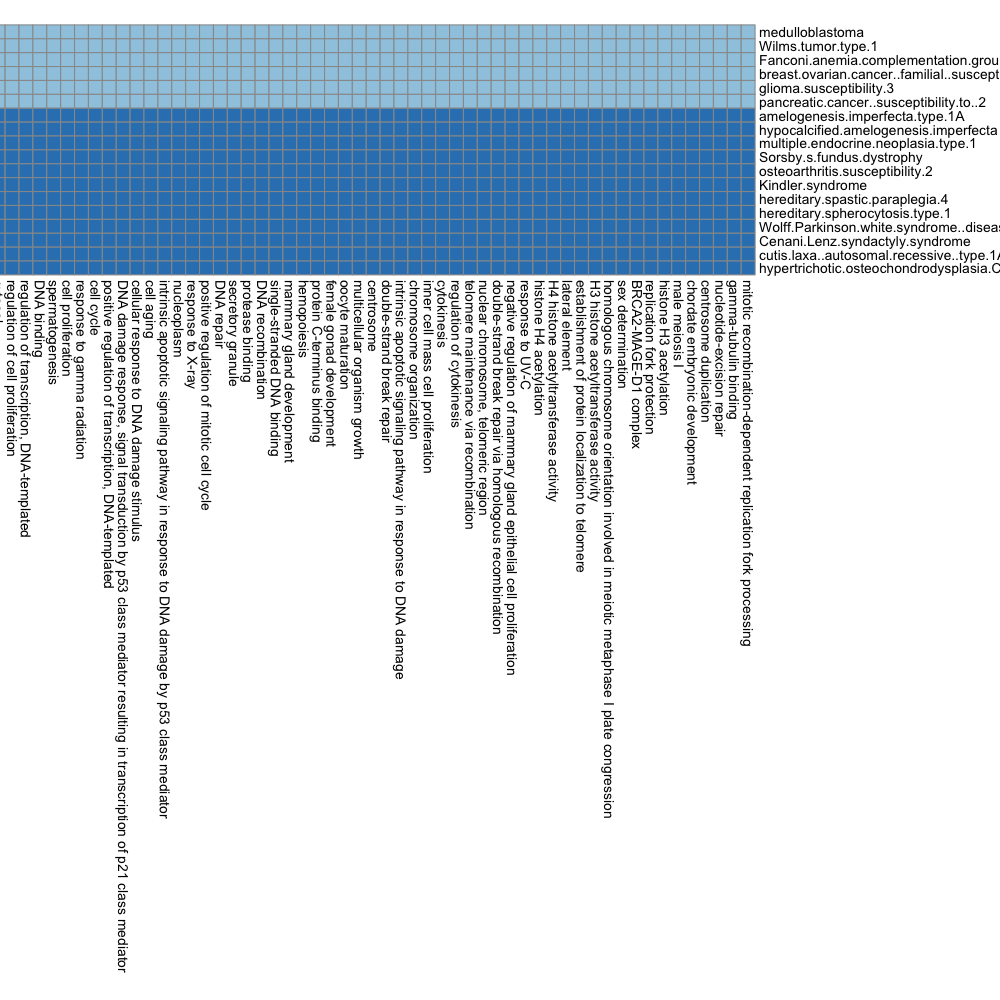 medulloblastoma
Wilms.tumor.type.1
Fanconi.anemia.complementation.grou
breast.ovarian.cancer..familial..suscept
glioma.susceptibility.3
pancreatic.cancer..susceptibility.to..2
amelogenesis.imperfecta.type.1A
hypocalcified.amelogenesis.imperfecta
multiple.endocrine.neoplasia.type.1
Sorsby.s.fundus.dystrophy
osteoarthritis.susceptibility.2
Kindler.syndrome
hereditary.spastic.paraplegia.4
hereditary.spherocytosis.type.1
Wolff.Parkinson.white.syndrome..diseas
Cenani.Lenz.syndactyly.syndrome
cutis.laxa..autosomal.recessive..type.1A
hypertrichotic.osteochondrodysplasia.C
regulation of cell proliferation
regulation of transcription, DNA-templated
DNA binding
spermatogenesis
cell proliferation
response to gamma radiation
cell cycle
positive regulation of transcription, DNA-templated
DNA damage response, signal transduction by p53 class mediator resulting in transcription of p21 class mediator
cellular response to DNA damage stimulus
cell aging
intrinsic apoptotic signaling pathway in response to DNA damage by p53 class mediator
nucleoplasm
response to X-ray
positive regulation of mitotic cell cycle
DNA repair
secretory granule
protease binding
DNA recombination
single-stranded DNA binding
mammary gland development
hemopoiesis
protein C-terminus binding
female gonad development
oocyte maturation
multicellular organism growth
centrosome
double-strand break repair
intrinsic apoptotic signaling pathway in response to DNA damage
chromosome organization
inner cell mass cell proliferation
cytokinesis
regulation of cytokinesis
telomere maintenance via recombination
nuclear chromosome, telomeric region
double-strand break repair via homologous recombination
negative regulation of mammary gland epithelial cell proliferation
response to UV-C
histone H4 acetylation
H4 histone acetyltransferase activity
lateral element
establishment of protein localization to telomere
H3 histone acetyltransferase activity
homologous chromosome orientation involved in meiotic metaphase I plate congression
sex determination
BRCA2-MAGE-D1 complex
replication fork protection
histone H3 acetylation
male meiosis I
chordate embryonic development
centrosome duplication
nucleotide-excision repair
gamma-tubulin binding
mitotic recombination-dependent replication fork processing